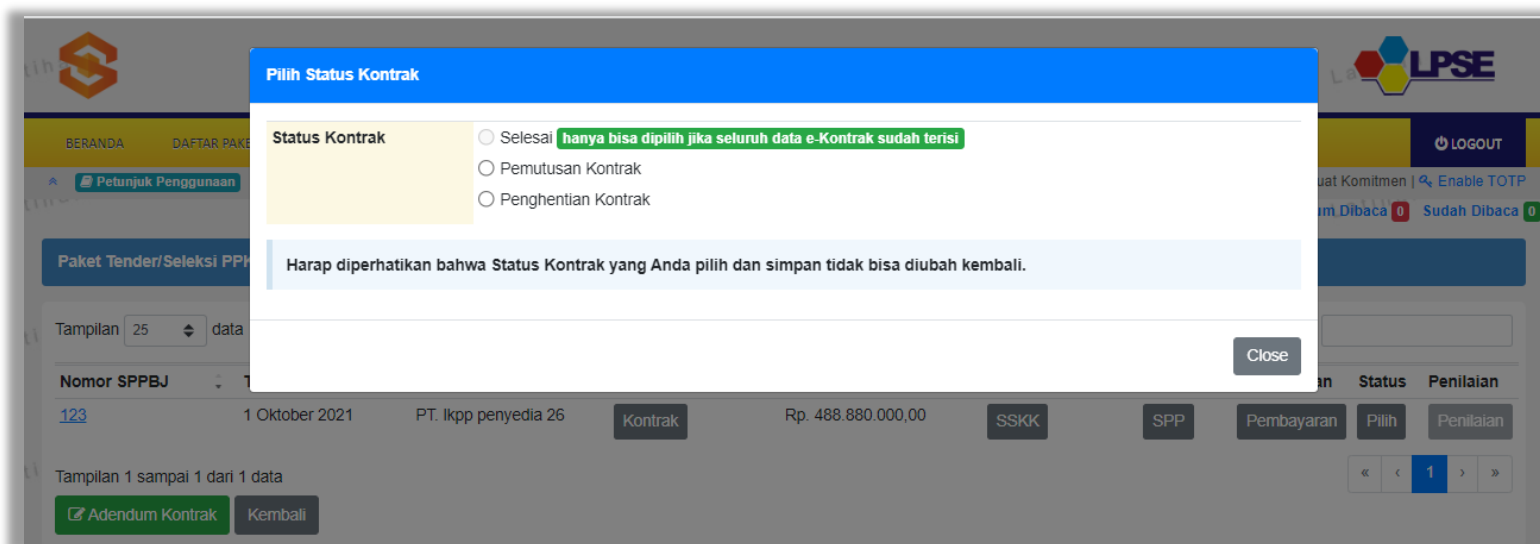 Pilih Status Kontrak
LPSE
BERANDA
DAFTAR PAKE
LOGOUT
Status Kontrak
Selesai hanya bisa dipilih jika seluruh data e-Kontrak sudah terisi
Pemutusan Kontrak
Penghentian Kontrak
Petunjuk Penggunaan
uat Komitmen | Enable TOTP
Dibaca 0 Sudah Dibaca 0
Paket Tender/Seleksi PPK
Harap diperhatikan bahwa Status Kontrak yang Anda pilih dan simpan tidak bisa diubah kembali.
Tampilan 25 data
Close
Nomor SPPBJ
Status Penilaian
123 1 Oktober 2021 PT. lkpp penyedia 26 Kontrak Rp. 488.880.000,00 SSKK SPP Pembayaran Pilih Penilaian
Tampilan 1 sampai 1 dari 1 data
« ‹ 1 › »
Adendum Kontrak Kembali